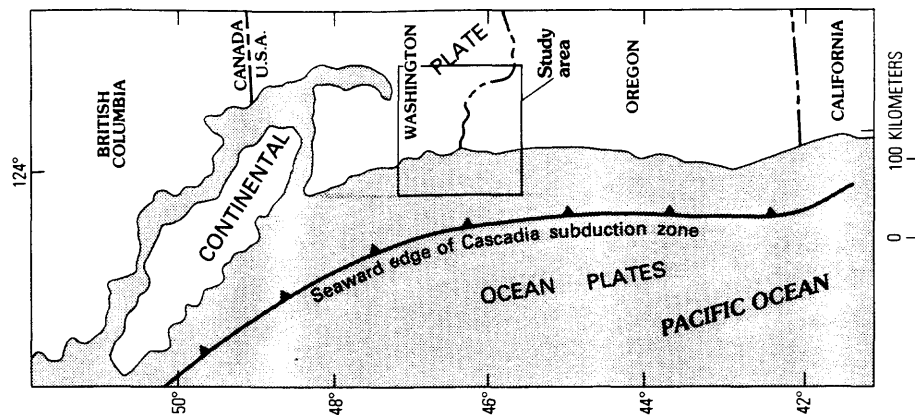 BRITISH
COLUMBIA
CANADA
U.S.A.
WASHINGTON
PLATE
Study
area
OREGON
CALIFORNIA
124°
CONTINENTAL
0 100 KILOMETERS
Seaward edge of Cascadia subduction zone
OCEAN PLATES
PACIFIC OCEAN
50°
48°
46°
44°
42°